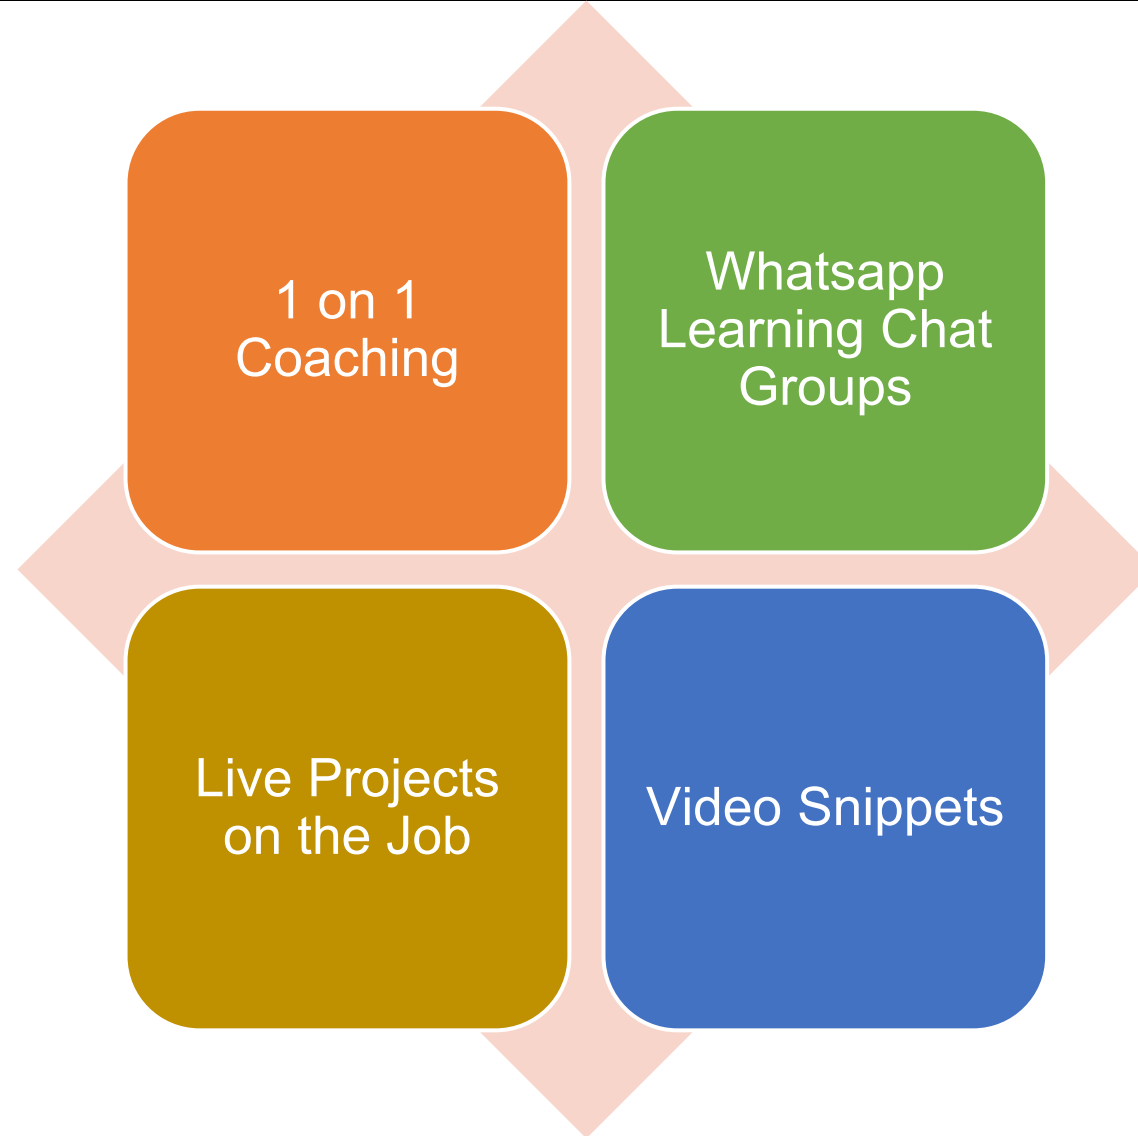 1 on 1
Coaching
Whatsapp
Learning Chat
Groups
Live Projects
on the Job
Video Snippets